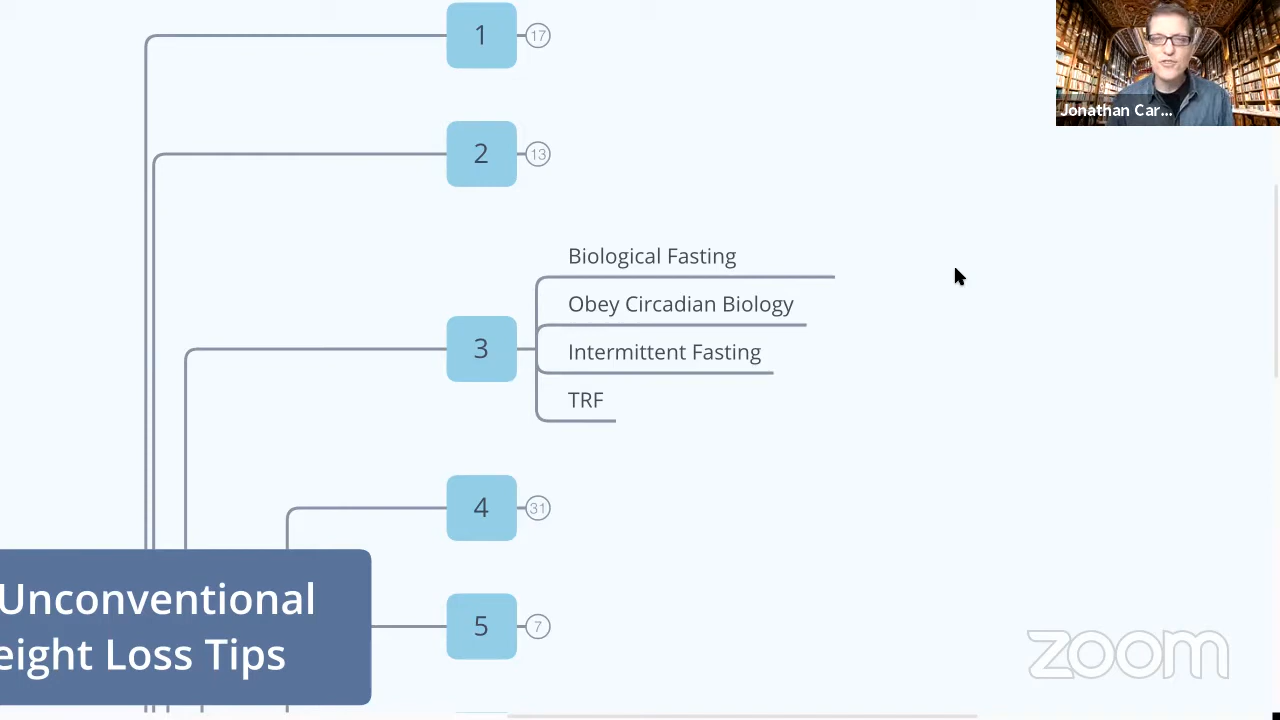 1
17
Jonathan Car...
2
13
Biological Fasting
Obey Circadian Biology
3
Intermittent Fasting
TRF
4
31
Unconventional
eight Loss Tips
5
7
zoom